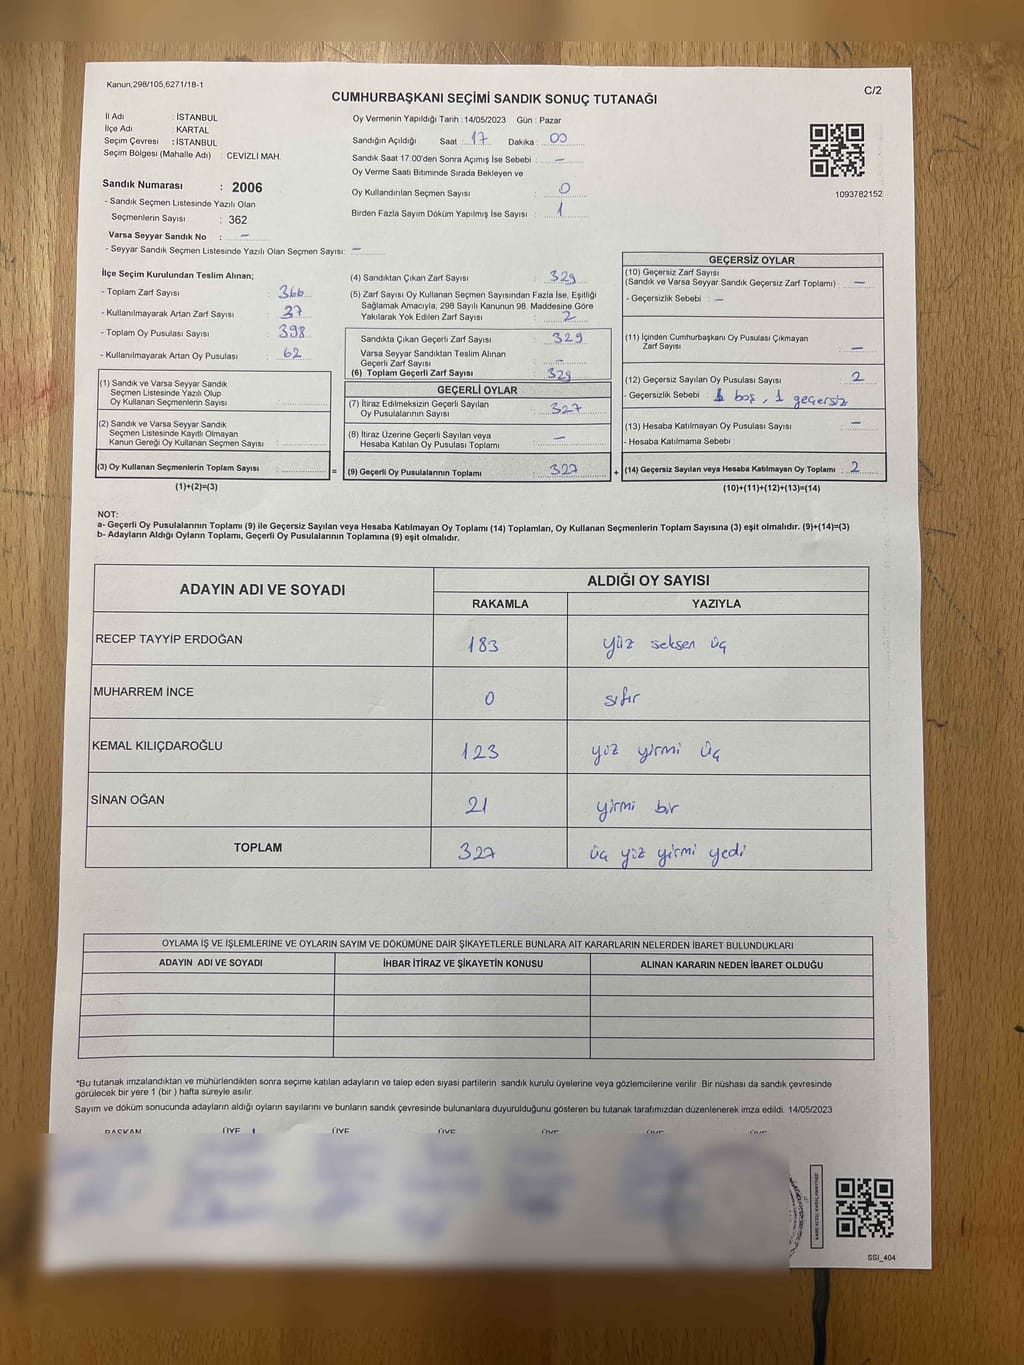 Kanun,298/105,6271/18-1
C/2
CUMHURBAŞKANI SEÇİMİ SANDIK SONUÇ TUTANAĞI
İl Adı : İSTANBUL
İlçe Adı : KARTAL
Seçim Çevresi : İSTANBUL
Seçim Bölgesi (Mahalle Adı) : CEVİZLİ MAH.
Sandık Numarası : 2006
- Sandık Seçmen Listesinde Yazılı Olan
Seçmenlerin Sayısı : 362
Varsa Seyyar Sandık No : –
- Seyyar Sandık Seçmen Listesinde Yazılı Olan Seçmen Sayısı: –
Oy Vermenin Yapıldığı Tarih :14/05/2023 Gün : Pazar
Sandığın Açıldığı Saat : 17 Dakika : 00
Sandık Saat 17.00'den Sonra Açımış İse Sebebi : –
Oy Verme Saati Bitiminde Sırada Bekleyen ve
Oy Kullandırılan Seçmen Sayısı : 0
Birden Fazla Sayım Döküm Yapılmış İse Sayısı : 1
1093782152
İlçe Seçim Kurulundan Teslim Alınan;
- Toplam Zarf Sayısı : 366
- Kullanılmayarak Artan Zarf Sayısı : 37
- Toplam Oy Pusulası Sayısı : 398
- Kullanılmayarak Artan Oy Pusulası : 62
(1) Sandık ve Varsa Seyyar Sandık
Seçmen Listesinde Yazılı Olup
Oy Kullanan Seçmenlerin Sayısı :
(2) Sandık ve Varsa Seyyar Sandık
Seçmen Listesinde Kayıtlı Olmayan
Kanun Gereği Oy Kullanan Seçmen Sayısı :
(3) Oy Kullanan Seçmenlerin Toplam Sayısı :
(1)+(2)=(3)
(4) Sandıktan Çıkan Zarf Sayısı : 329
(5) Zarf Sayısı Oy Kullanan Seçmen Sayısından Fazla İse, Eşitliği
Sağlamak Amacıyla, 298 Sayılı Kanunun 98. Maddesine Göre
Yakılarak Yok Edilen Zarf Sayısı : 2
Sandıkta Çıkan Geçerli Zarf Sayısı : 329
Varsa Seyyar Sandıktan Teslim Alınan
Geçerli Zarf Sayısı : –
(6) Toplam Geçerli Zarf Sayısı : 329
GEÇERLİ OYLAR
(7) İtiraz Edilmeksizin Geçerli Sayılan
Oy Pusulalarının Sayısı : 327
(8) İtiraz Üzerine Geçerli Sayılan veya
Hesaba Katılan Oy Pusulası Toplamı : –
= (9) Geçerli Oy Pusulalarının Toplamı : 327
GEÇERSİZ OYLAR
(10) Geçersiz Zarf Sayısı
(Sandık ve Varsa Seyyar Sandık Geçersiz Zarf Toplamı) : –
- Geçersizlik Sebebi : –
(11) İçinden Cumhurbaşkanı Oy Pusulası Çıkmayan
Zarf Sayısı : –
(12) Geçersiz Sayılan Oy Pusulası Sayısı : 2
- Geçersizlik Sebebi : 1 boş, 1 geçersiz
(13) Hesaba Katılmayan Oy Pusulası Sayısı : –
- Hesaba Katılmama Sebebi :
+ (14) Geçersiz Sayılan veya Hesaba Katılmayan Oy Toplamı : 2
(10)+(11)+(12)+(13)=(14)
NOT:
a- Geçerli Oy Pusulalarının Toplamı (9) ile Geçersiz Sayılan veya Hesaba Katılmayan Oy Toplamı (14) Toplamları, Oy Kullanan Seçmenlerin Toplam Sayısına (3) eşit olmalıdır. (9)+(14)=(3)
b- Adayların Aldığı Oyların Toplamı, Geçerli Oy Pusulalarının Toplamına (9) eşit olmalıdır.
ADAYIN ADI VE SOYADI ALDIĞI OY SAYISI
RAKAMLA YAZIYLA
RECEP TAYYİP ERDOĞAN 183 yüz seksen üç
MUHARREM İNCE 0 sıfır
KEMAL KILIÇDAROĞLU 123 yüz yirmi üç
SİNAN OĞAN 21 yirmi bir
TOPLAM 327 üç yüz yirmi yedi
OYLAMA İŞ VE İŞLEMLERİNE VE OYLARIN SAYIM VE DÖKÜMÜNE DAİR ŞİKAYETLERLE BUNLARA AİT KARARLARIN NELERDEN İBARET BULUNDUKLARI
ADAYIN ADI VE SOYADI İHBAR İTİRAZ VE ŞİKAYETİN KONUSU ALINAN KARARIN NEDEN İBARET OLDUĞU
*Bu tutanak imzalandıktan ve mühürlendikten sonra seçime katılan adayların ve talep eden siyasi partilerin sandık kurulu üyelerine veya gözlemcilerine verilir. Bir nüshası da sandık çevresinde
görülecek bir yere 1 (bir ) hafta süreyle asılır.
Sayım ve döküm sonucunda adayların aldığı oyların sayılarını ve bunların sandık çevresinde bulunanlara duyurulduğunu gösteren bu tutanak tarafımızdan düzenlenerek imza edildi. 14/05/2023
BAŞKAN ÜYE ÜYE ÜYE ÜYE ÜYE ÜYE
SSI_404